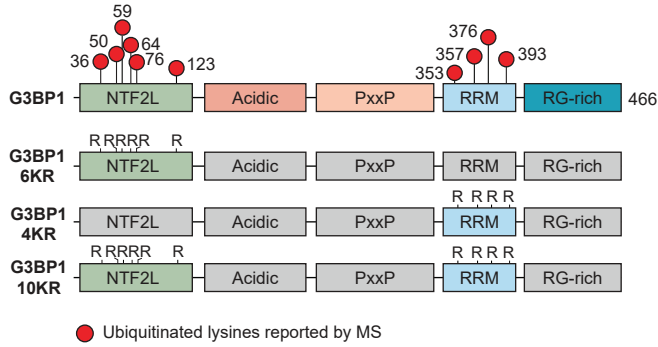 59
50 64
36 76 123
376
357 393
353
G3BP1 NTF2L Acidic PxxP RRM RG-rich 466
R RRRRR R
G3BP1 6KR NTF2L Acidic PxxP RRM RG-rich
R R R R
G3BP1 4KR NTF2L Acidic PxxP RRM RG-rich
R RRRRR R R R R R
G3BP1 10KR NTF2L Acidic PxxP RRM RG-rich
Ubiquitinated lysines reported by MS